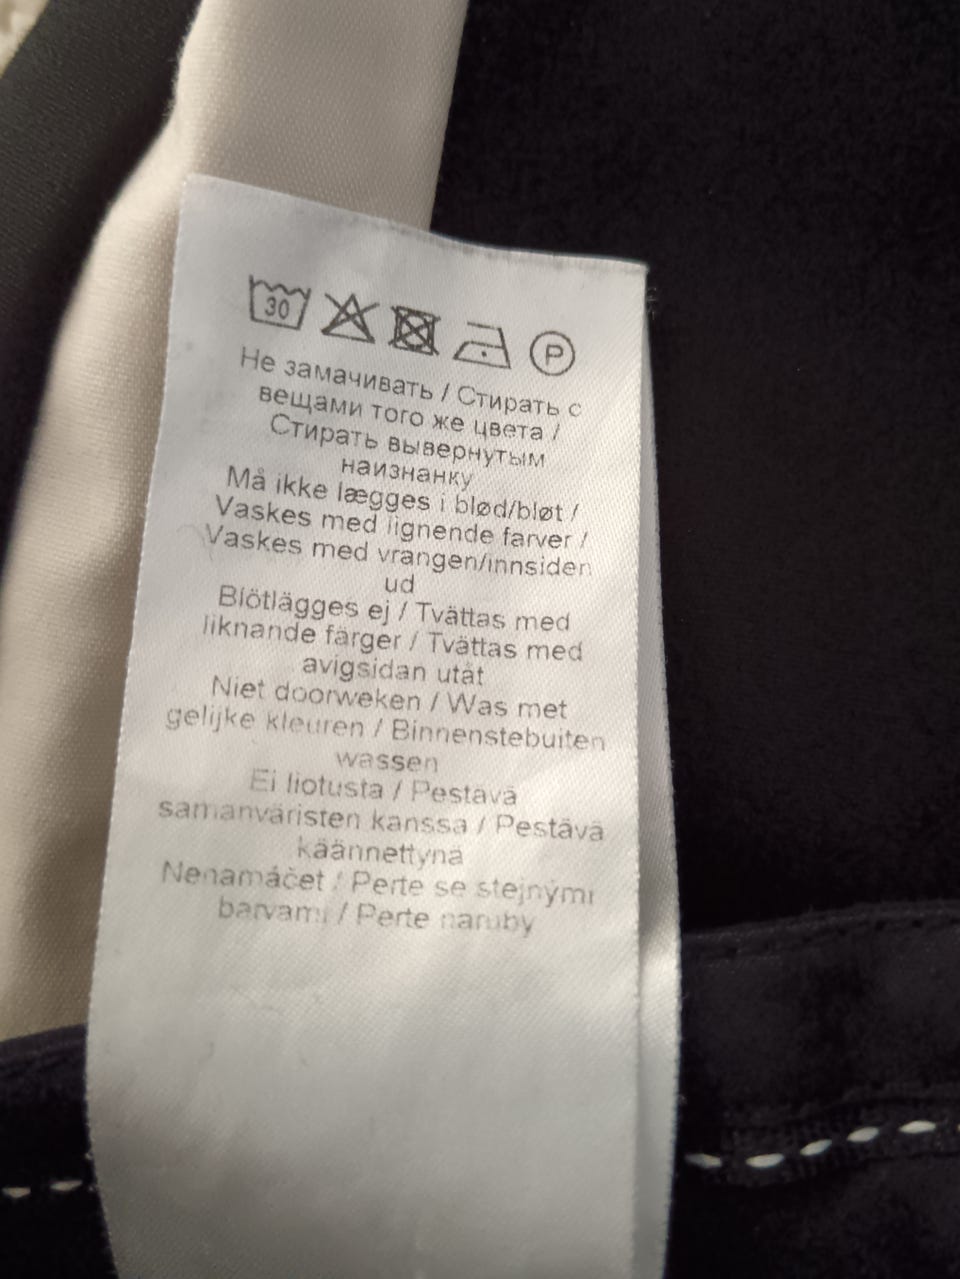 30 P
Не замачивать / Стирать с
вещами того же цвета /
Стирать вывернутым
наизнанку
Må ikke lægges i blød/bløt /
Vaskes med lignende farver /
Vaskes med vrangen/innsiden
ud
Blötlägges ej / Tvättas med
liknande färger / Tvättas med
avigsidan utåt
Niet doorweken / Was met
gelijke kleuren / Binnenstebuiten
wassen
Ei liotusta / Pestävä
samanväristen kanssa / Pestävä
käännettynä
Nenamáčet / Perte se stejnými
barvami / Perte naruby